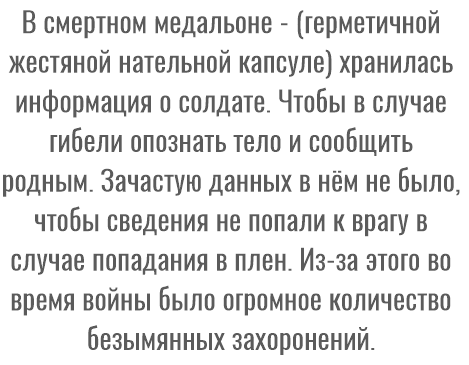 В смертном медальоне - (герметичной
жестяной нательной капсуле) хранилась
информация о солдате. Чтобы в случае
гибели опознать тело и сообщить
родным. Зачастую данных в нём не было,
чтобы сведения не попали к врагу в
случае попадания в плен. Из-за этого во
время войны было огромное количество
безымянных захоронений.